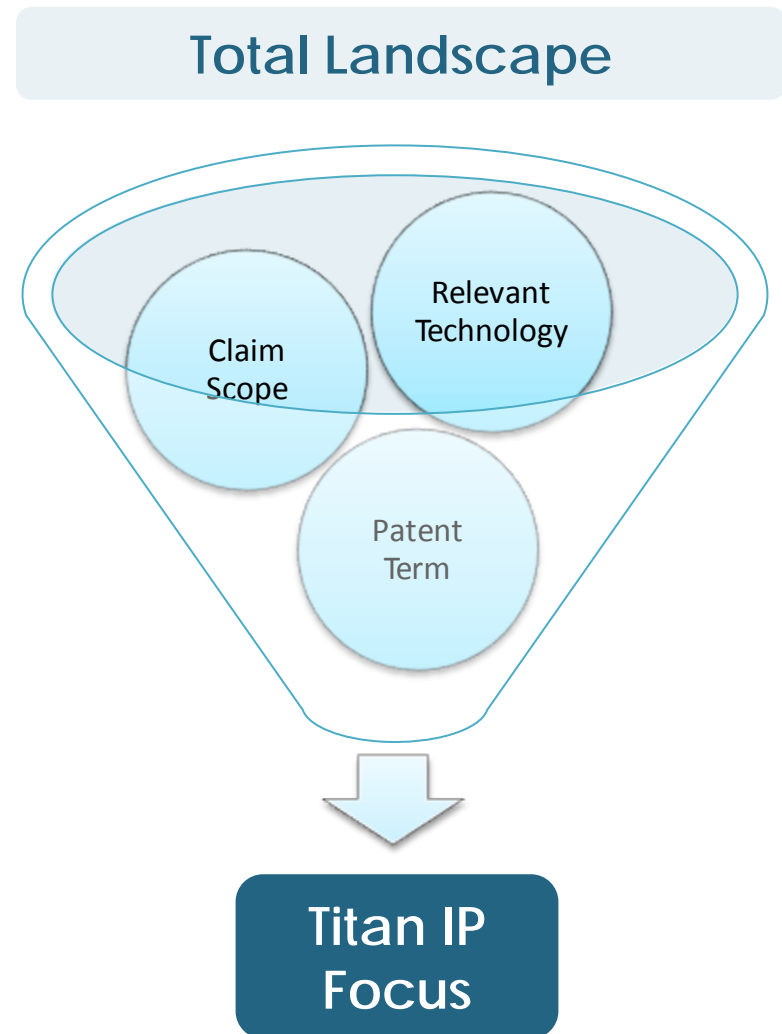 Total Landscape
Relevant
Technology
Claim
Scope
Patent
Term
Titan IP
Focus